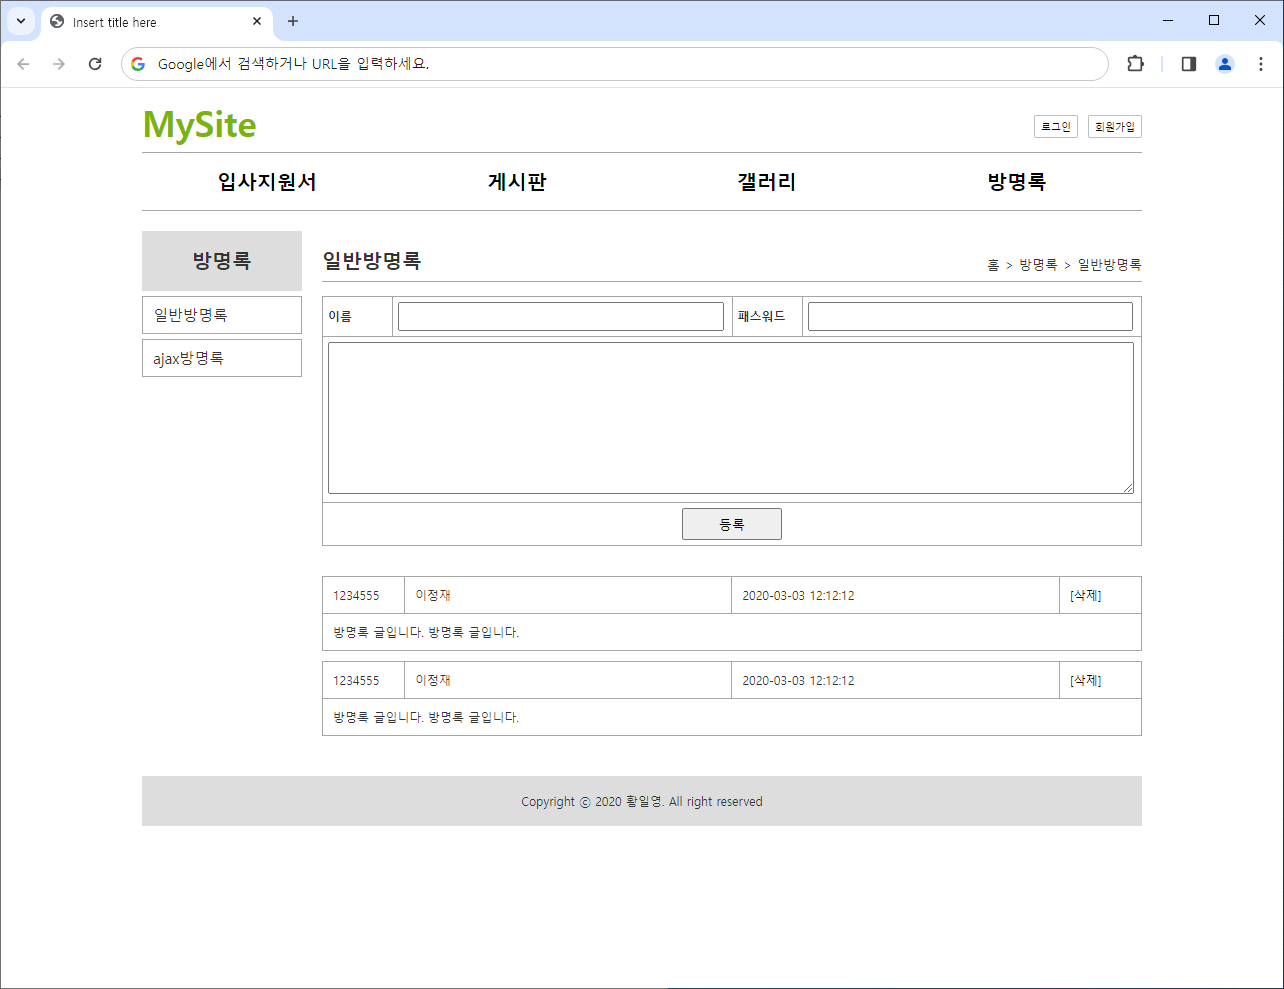 Insert title here
Google에서 검색하거나 URL을 입력하세요.
MySite
로그인 회원가입
입사지원서 게시판 갤러리 방명록
방명록
일반방명록
ajax방명록
일반방명록
홈 > 방명록 > 일반방명록
이름 패스워드
등록
1234555 이정재 2020-03-03 12:12:12 [삭제]
방명록 글입니다. 방명록 글입니다.
1234555 이정재 2020-03-03 12:12:12 [삭제]
방명록 글입니다. 방명록 글입니다.
Copyright ⓒ 2020 황일영. All right reserved